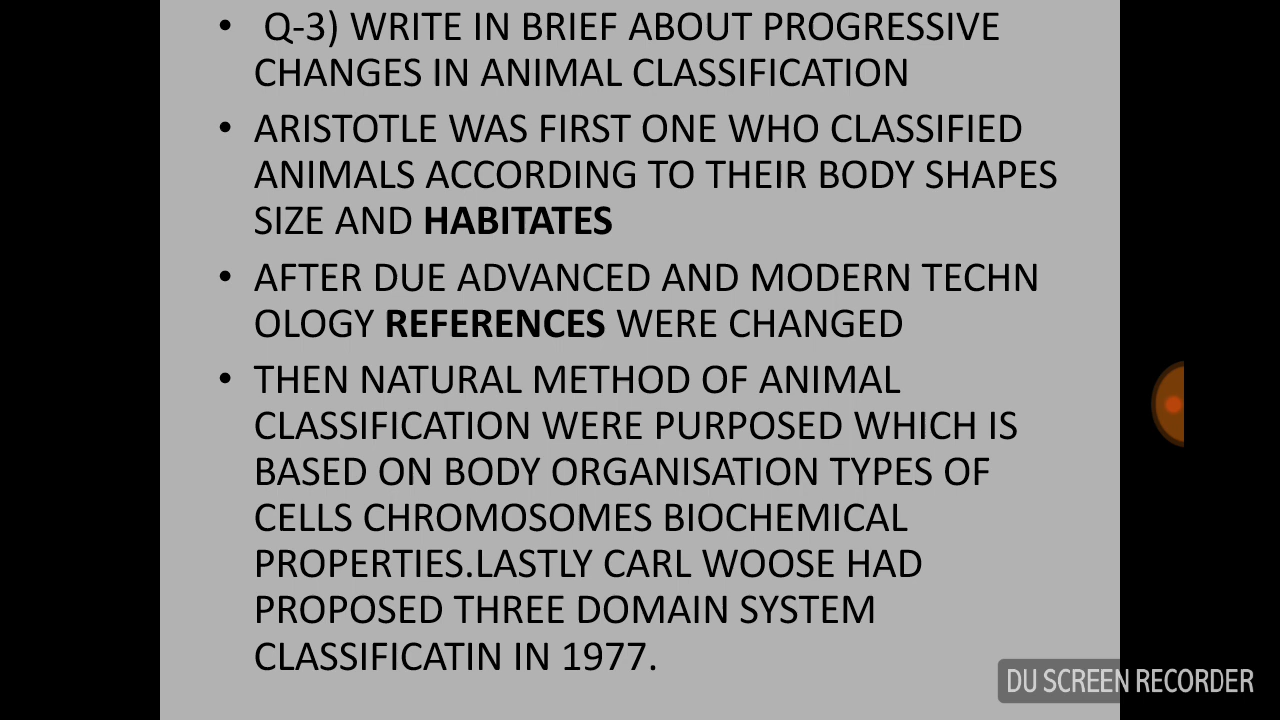 • Q-3) WRITE IN BRIEF ABOUT PROGRESSIVE
CHANGES IN ANIMAL CLASSIFICATION
• ARISTOTLE WAS FIRST ONE WHO CLASSIFIED
ANIMALS ACCORDING TO THEIR BODY SHAPES
SIZE AND HABITATES
• AFTER DUE ADVANCED AND MODERN TECHN
OLOGY REFERENCES WERE CHANGED
• THEN NATURAL METHOD OF ANIMAL
CLASSIFICATION WERE PURPOSED WHICH IS
BASED ON BODY ORGANISATION TYPES OF
CELLS CHROMOSOMES BIOCHEMICAL
PROPERTIES.LASTLY CARL WOOSE HAD
PROPOSED THREE DOMAIN SYSTEM
CLASSIFICATIN IN 1977.
DU SCREEN RECORDER